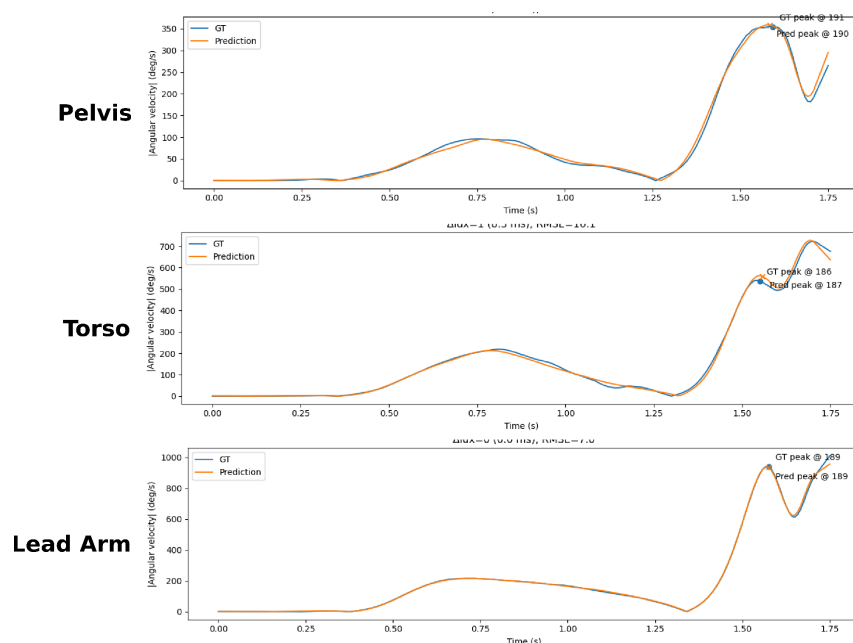 GT peak @ 191
350
GT
Prediction
Pred peak @ 190
300
250
|Angular velocity| (deg/s)
200
Pelvis
150
100
50
0
0.00 0.25 0.50 0.75 1.00 1.25 1.50 1.75
Time (s)
700
GT
Prediction
600
GT peak @ 186
Pred peak @ 187
500
|Angular velocity| (deg/s)
400
Torso
300
200
100
0
0.00 0.25 0.50 0.75 1.00 1.25 1.50 1.75
Time (s)
1000
GT
Prediction
GT peak @ 189
Pred peak @ 189
800
|Angular velocity| (deg/s)
600
Lead Arm
400
200
0
0.00 0.25 0.50 0.75 1.00 1.25 1.50 1.75
Time (s)